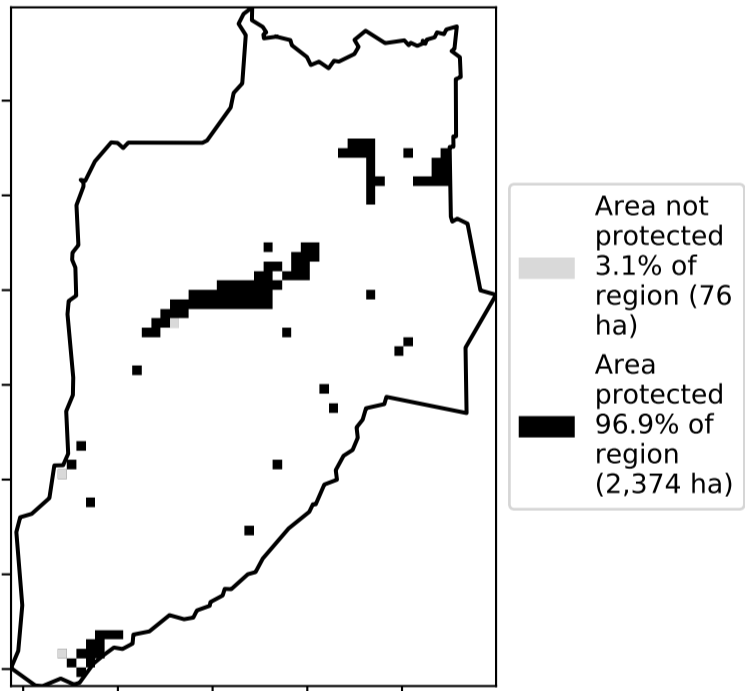 Area not
protected
3.1% of
region (76
ha)
Area
protected
96.9% of
region
(2,374 ha)